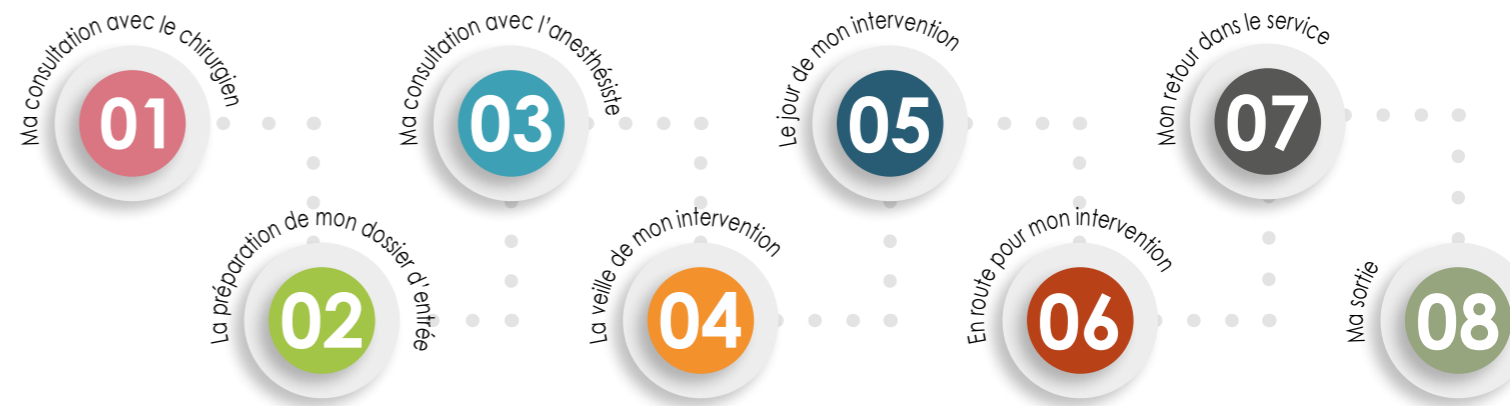 Ma consultation avec le chirurgien
01
La préparation de mon dossier d'entrée
02
Ma consultation avec l'anesthésiste
03
La veille de mon intervention
04
Le jour de mon intervention
05
En route pour mon intervention
06
Mon retour dans le service
07
Ma sortie
08